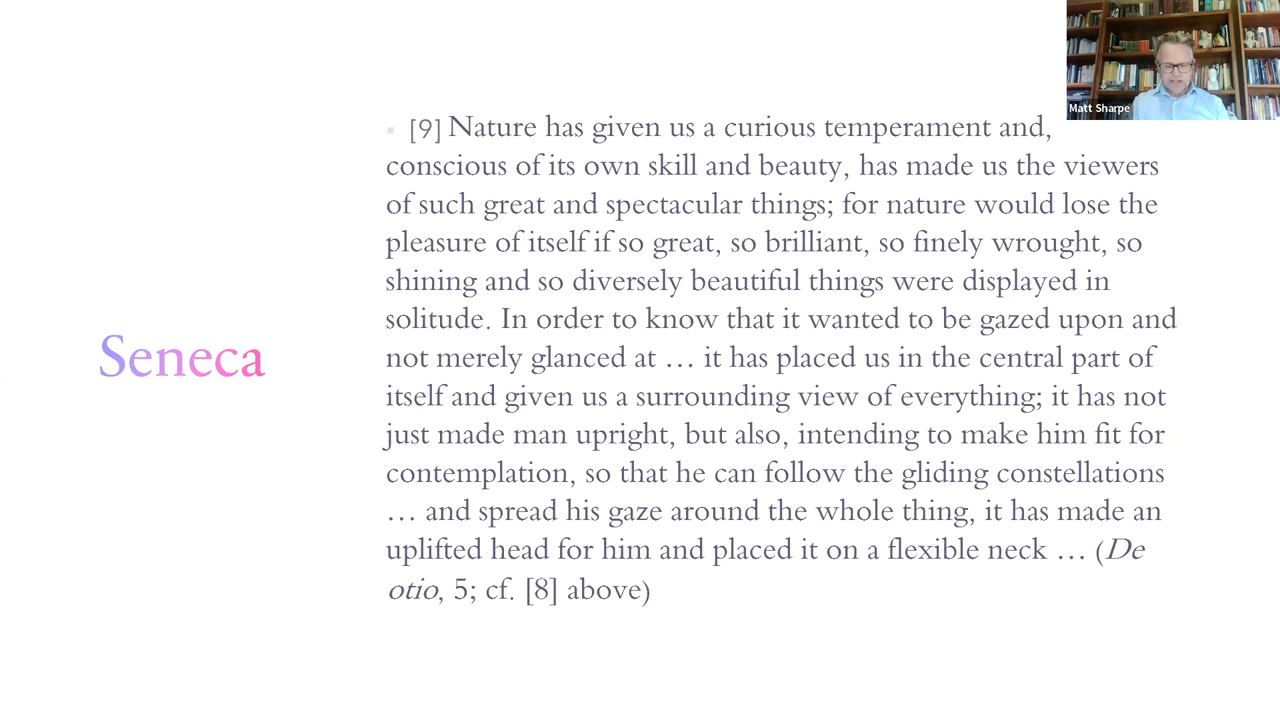 Matt Sharpe
Seneca
▪ [9] Nature has given us a curious temperament and,
conscious of its own skill and beauty, has made us the viewers
of such great and spectacular things; for nature would lose the
pleasure of itself if so great, so brilliant, so finely wrought, so
shining and so diversely beautiful things were displayed in
solitude. In order to know that it wanted to be gazed upon and
not merely glanced at … it has placed us in the central part of
itself and given us a surrounding view of everything; it has not
just made man upright, but also, intending to make him fit for
contemplation, so that he can follow the gliding constellations
… and spread his gaze around the whole thing, it has made an
uplifted head for him and placed it on a flexible neck … (De
otio, 5; cf. [8] above)